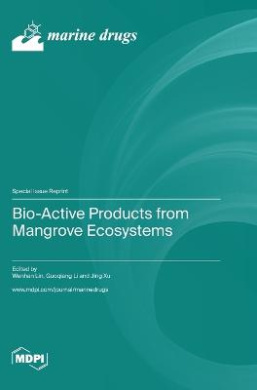 marine drugs
Special Issue Reprint
Bio-Active Products from
Mangrove Ecosystems
Edited by
Wenhan Lin, Guoqiang Li and Jing Xu
www.mdpi.com/journal/marinedrugs
MDPI